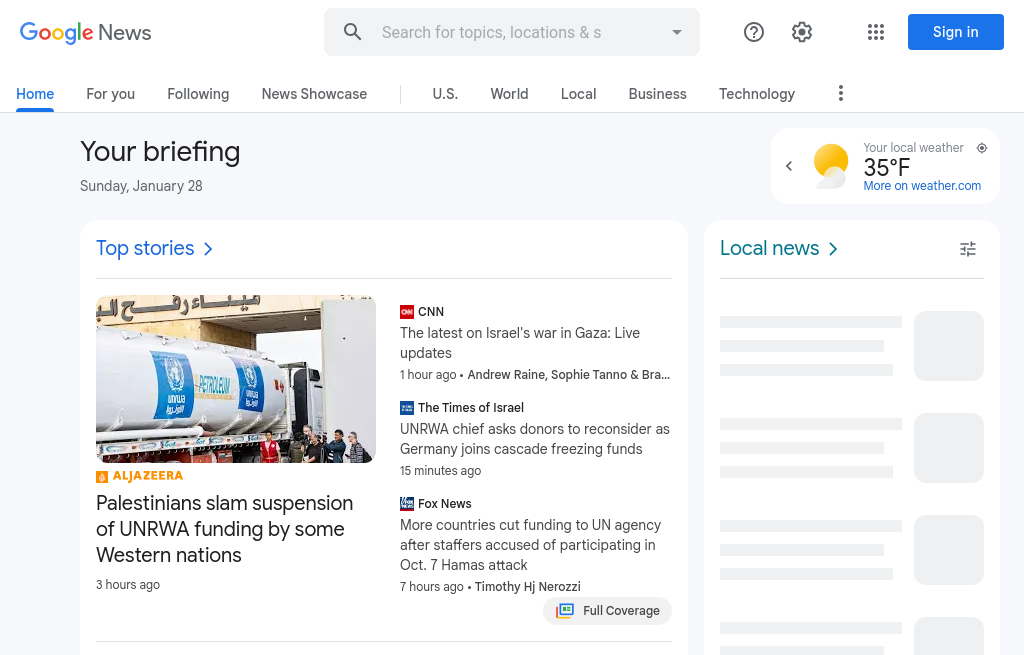 Google News
Search for topics, locations & s
Sign in
Home
For you
Following
News Showcase
U.S.
World
Local
Business
Technology
Your briefing
Sunday, January 28
Your local weather
35°F
More on weather.com
Top stories
Local news
ميناء رفح الب
unrwa
الأونروا
PETROLEUM
unrwa
الأونروا
ALJAZEERA
Palestinians slam suspension
of UNRWA funding by some
Western nations
3 hours ago
CNN
The latest on Israel's war in Gaza: Live
updates
1 hour ago • Andrew Raine, Sophie Tanno & Bra...
The Times of Israel
UNRWA chief asks donors to reconsider as
Germany joins cascade freezing funds
15 minutes ago
Fox News
More countries cut funding to UN agency
after staffers accused of participating in
Oct. 7 Hamas attack
7 hours ago • Timothy Hj Nerozzi
Full Coverage